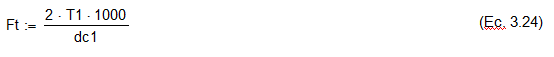 Ft := 2 · T1 · 1000 / dc1 (Ec. 3.24)